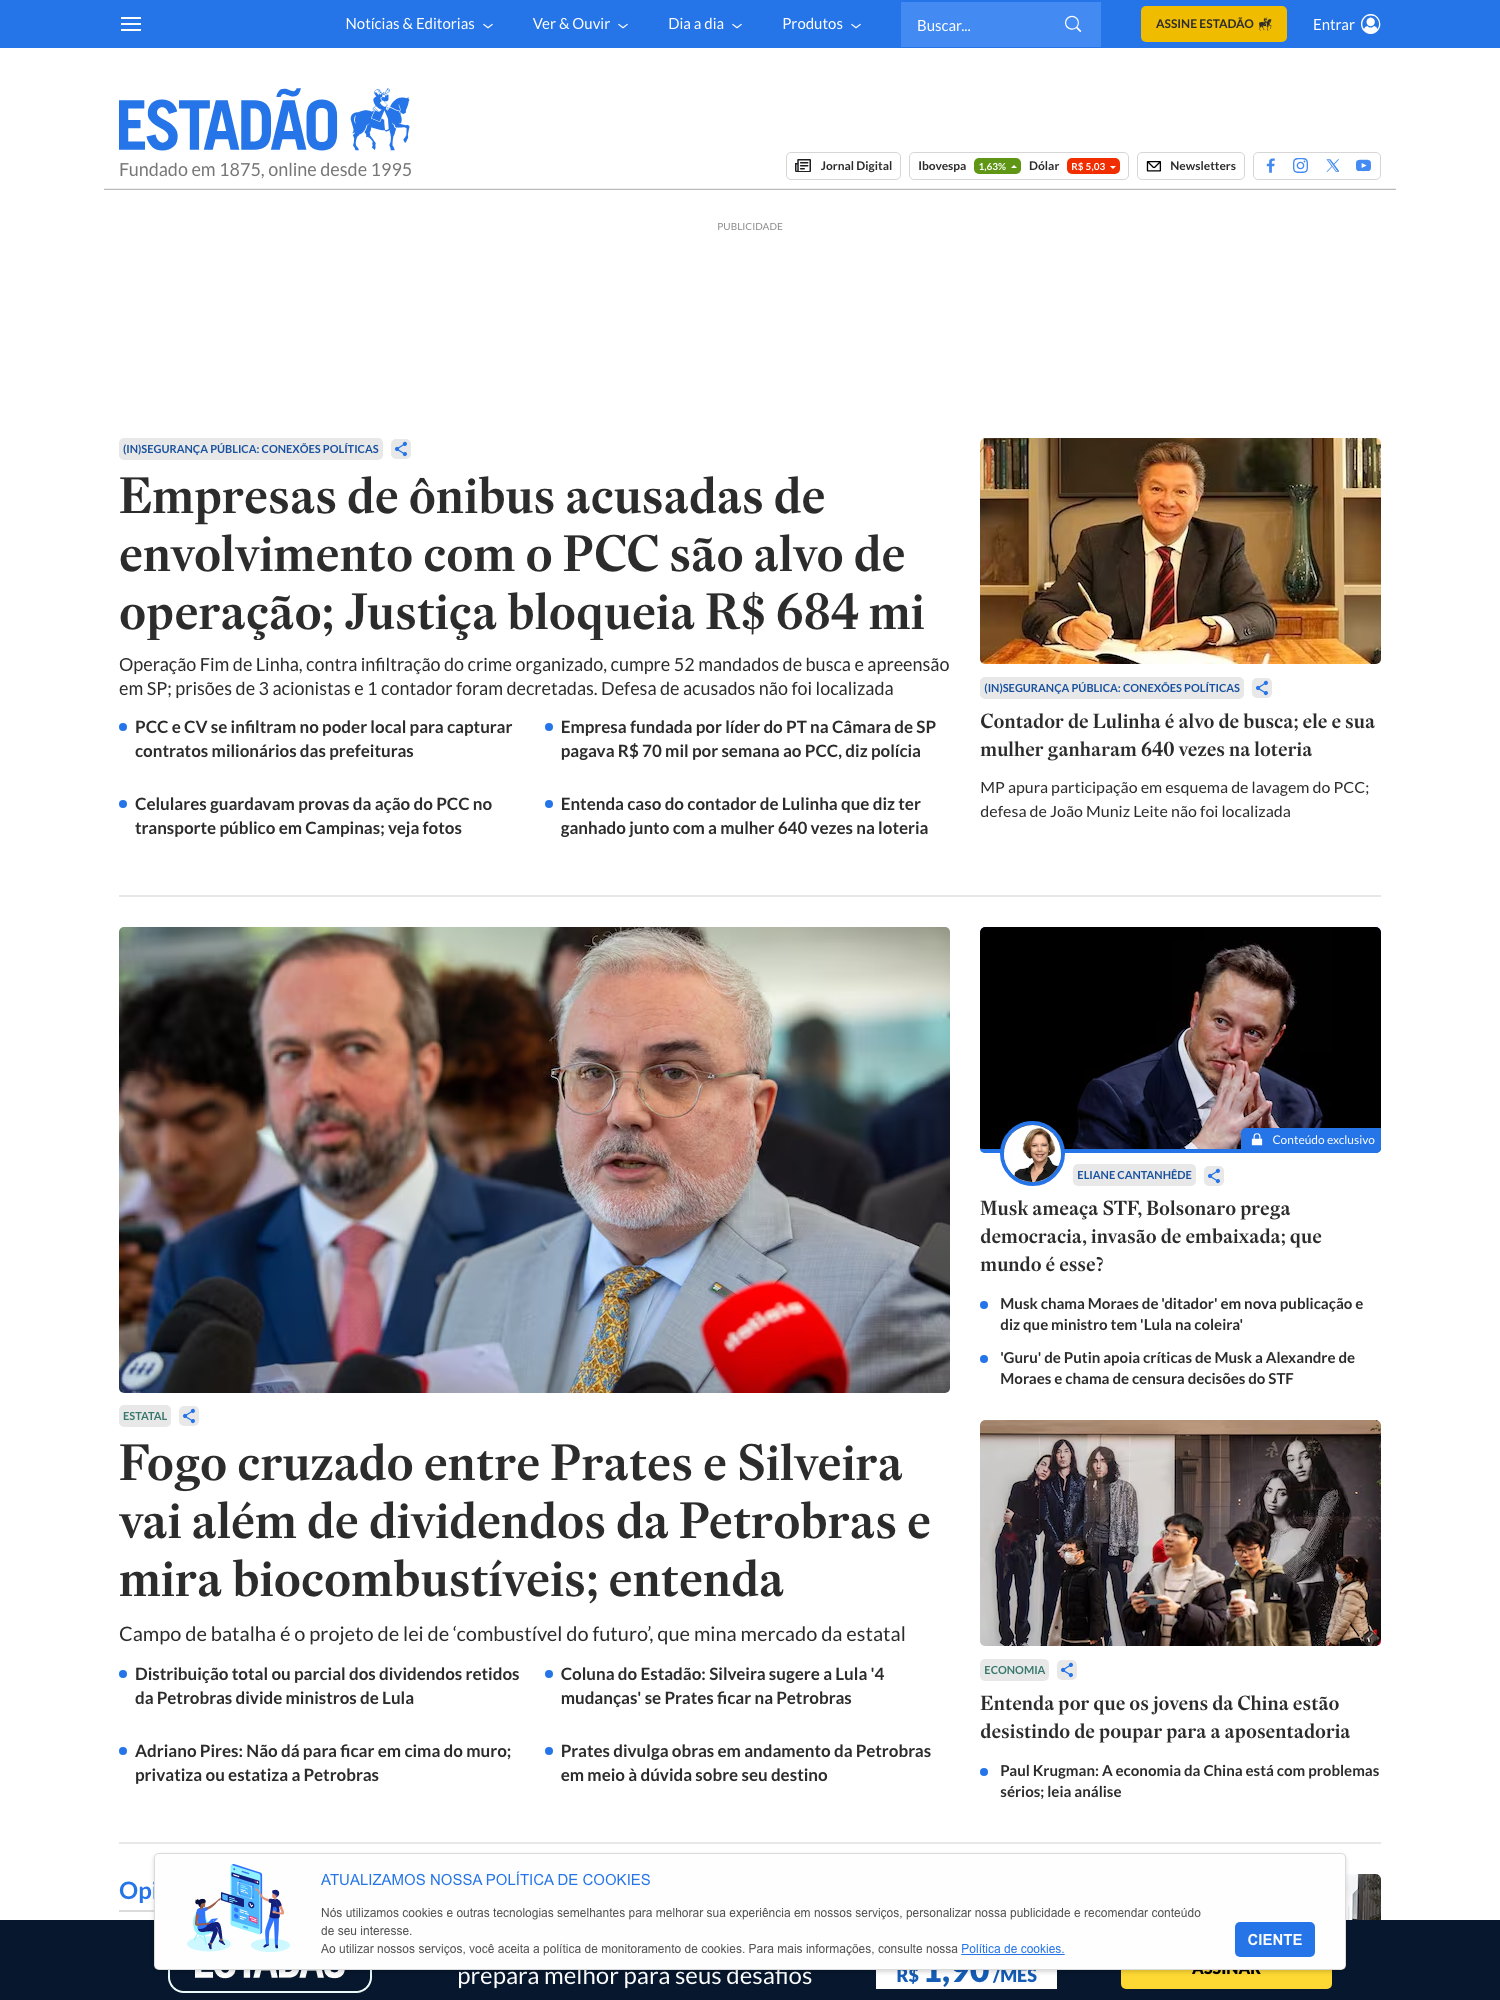 Notícias & Editorias
Ver & Ouvir
Dia a dia
Produtos
Buscar...
ASSINE ESTADÃO
Entrar
ESTADÃO
Fundado em 1875, online desde 1995
Jornal Digital
Ibovespa 1,63% Dólar R$ 5,03
Newsletters
PUBLICIDADE
(IN)SEGURANÇA PÚBLICA: CONEXÕES POLÍTICAS
Empresas de ônibus acusadas de
envolvimento com o PCC são alvo de
operação; Justiça bloqueia R$ 684 mi
Operação Fim de Linha, contra infiltração do crime organizado, cumpre 52 mandados de busca e apreensão
em SP; prisões de 3 acionistas e 1 contador foram decretadas. Defesa de acusados não foi localizada
PCC e CV se infiltram no poder local para capturar
contratos milionários das prefeituras
Empresa fundada por líder do PT na Câmara de SP
pagava R$ 70 mil por semana ao PCC, diz polícia
Celulares guardavam provas da ação do PCC no
transporte público em Campinas; veja fotos
Entenda caso do contador de Lulinha que diz ter
ganhado junto com a mulher 640 vezes na loteria
(IN)SEGURANÇA PÚBLICA: CONEXÕES POLÍTICAS
Contador de Lulinha é alvo de busca; ele e sua
mulher ganharam 640 vezes na loteria
MP apura participação em esquema de lavagem do PCC;
defesa de João Muniz Leite não foi localizada
ESTATAL
Fogo cruzado entre Prates e Silveira
vai além de dividendos da Petrobras e
mira biocombustíveis; entenda
Campo de batalha é o projeto de lei de ‘combustível do futuro’, que mina mercado da estatal
Distribuição total ou parcial dos dividendos retidos
da Petrobras divide ministros de Lula
Coluna do Estadão: Silveira sugere a Lula '4
mudanças' se Prates ficar na Petrobras
Adriano Pires: Não dá para ficar em cima do muro;
privatiza ou estatiza a Petrobras
Prates divulga obras em andamento da Petrobras
em meio à dúvida sobre seu destino
Conteúdo exclusivo
ELIANE CANTANHÊDE
Musk ameaça STF, Bolsonaro prega
democracia, invasão de embaixada; que
mundo é esse?
Musk chama Moraes de 'ditador' em nova publicação e
diz que ministro tem 'Lula na coleira'
'Guru' de Putin apoia críticas de Musk a Alexandre de
Moraes e chama de censura decisões do STF
ECONOMIA
Entenda por que os jovens da China estão
desistindo de poupar para a aposentadoria
Paul Krugman: A economia da China está com problemas
sérios; leia análise
ATUALIZAMOS NOSSA POLÍTICA DE COOKIES
Nós utilizamos cookies e outras tecnologias semelhantes para melhorar sua experiência em nossos serviços, personalizar nossa publicidade e recomendar conteúdo
de seu interesse.
Ao utilizar nossos serviços, você aceita a política de monitoramento de cookies. Para mais informações, consulte nossa Política de cookies.
CIENTE
ESTADÃO
prepara melhor para seus desafios
R$ 1,90/MÊS
ASSINAR